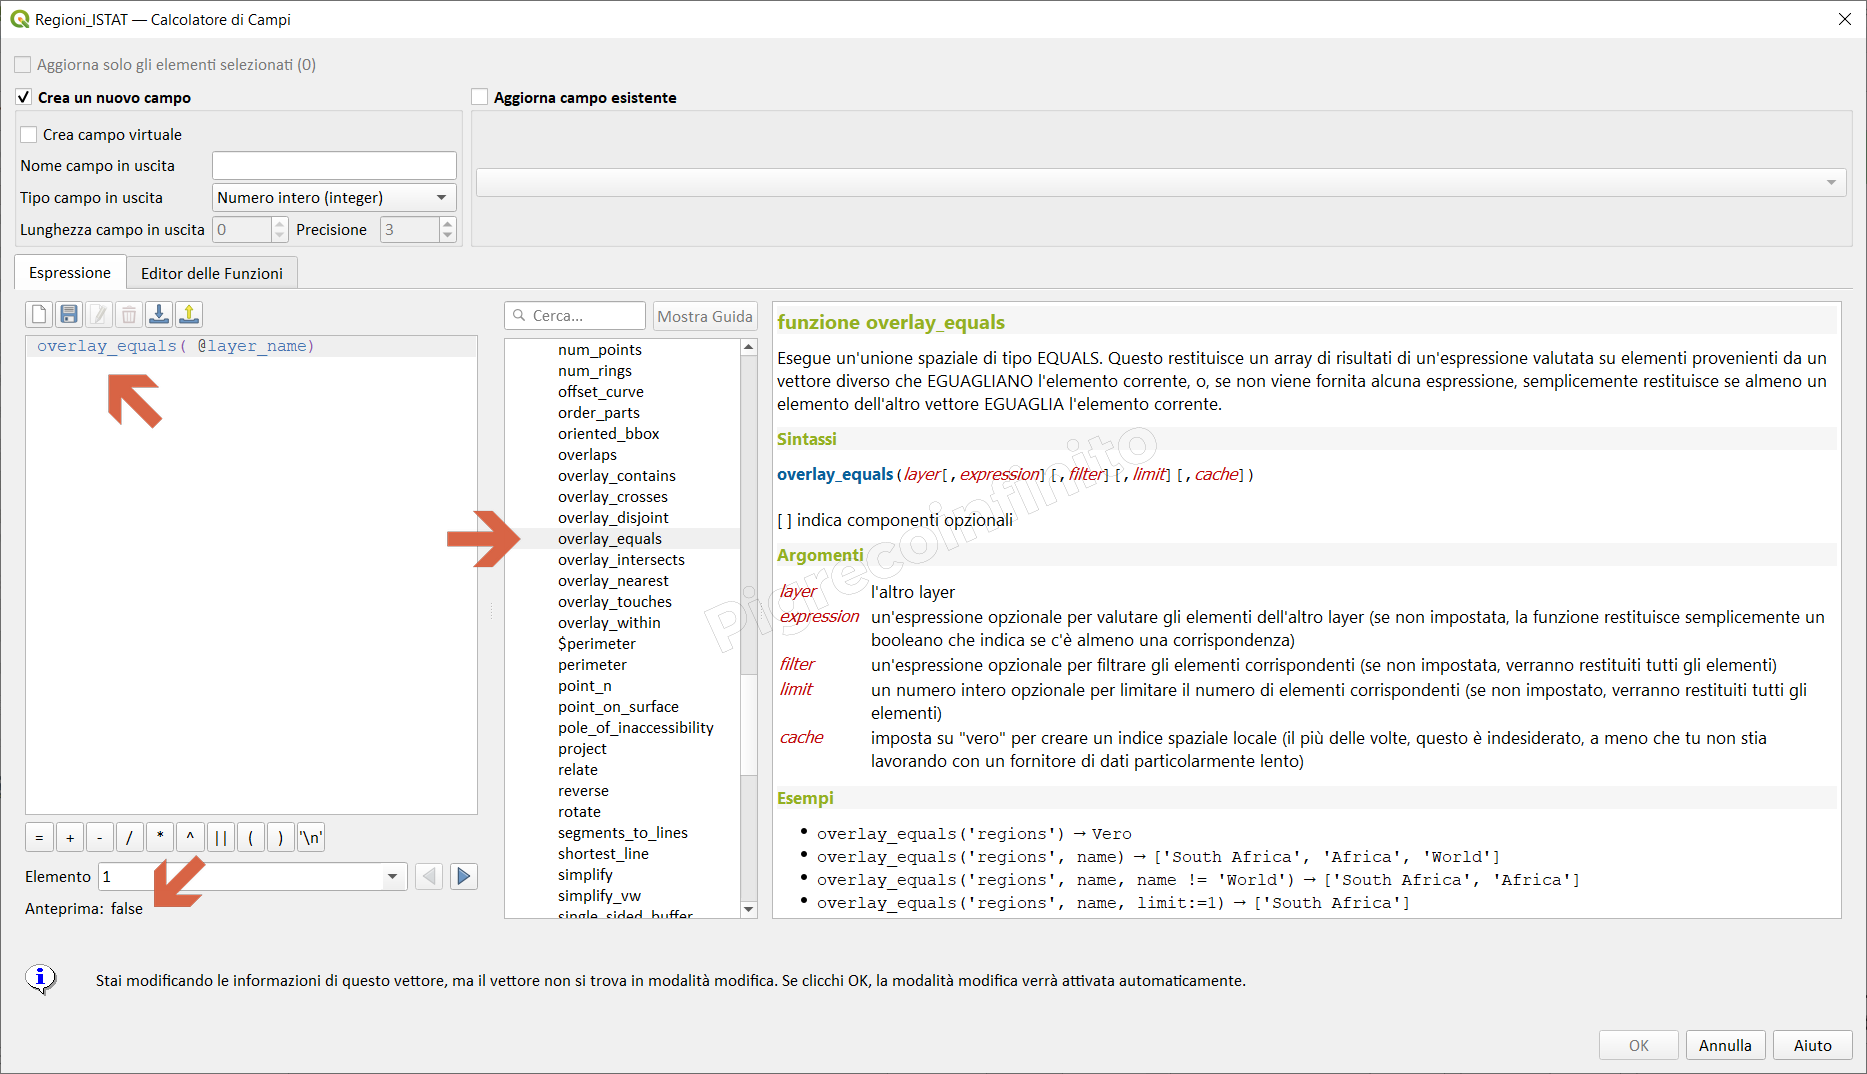 Regioni_ISTAT — Calcolatore di Campi
Aggiorna solo gli elementi selezionati (0)
Crea un nuovo campo
Aggiorna campo esistente
Crea campo virtuale
Nome campo in uscita
Tipo campo in uscita
Numero intero (integer)
Lunghezza campo in uscita
0
Precisione
3
Espressione
Editor delle Funzioni
overlay_equals( @layer_name)
Cerca...
Mostra Guida
num_points
num_rings
offset_curve
order_parts
oriented_bbox
overlaps
overlay_contains
overlay_crosses
overlay_disjoint
overlay_equals
overlay_intersects
overlay_nearest
overlay_touches
overlay_within
$perimeter
perimeter
point_n
point_on_surface
pole_of_inaccessibility
project
relate
reverse
rotate
segments_to_lines
shortest_line
simplify
simplify_vw
single_sided_buffer
funzione overlay_equals
Esegue un'unione spaziale di tipo EQUALS. Questo restituisce un array di risultati di un'espressione valutata su elementi provenienti da un
vettore diverso che EGUAGLIANO l'elemento corrente, o, se non viene fornita alcuna espressione, semplicemente restituisce se almeno un
elemento dell'altro vettore EGUAGLIA l'elemento corrente.
Sintassi
overlay_equals(layer[,expression][,filter][,limit][,cache])
[ ] indica componenti opzionali
Argomenti
layer l'altro layer
expression un'espressione opzionale per valutare gli elementi dell'altro layer (se non impostata, la funzione restituisce semplicemente un
booleano che indica se c'è almeno una corrispondenza)
filter un'espressione opzionale per filtrare gli elementi corrispondenti (se non impostata, verranno restituiti tutti gli elementi)
limit un numero intero opzionale per limitare il numero di elementi corrispondenti (se non impostato, verranno restituiti tutti gli
elementi)
cache imposta su "vero" per creare un indice spaziale locale (il più delle volte, questo è indesiderato, a meno che tu non stia
lavorando con un fornitore di dati particolarmente lento)
Esempi
• overlay_equals('regions') → Vero
• overlay_equals('regions', name) → ['South Africa', 'Africa', 'World']
• overlay_equals('regions', name, name != 'World') → ['South Africa', 'Africa']
• overlay_equals('regions', name, limit:=1) → ['South Africa']
Pigrecoinfinito
= + - / * ^ || ( ) '\n'
Elemento 1
Anteprima: false
Stai modificando le informazioni di questo vettore, ma il vettore non si trova in modalità modifica. Se clicchi OK, la modalità modifica verrà attivata automaticamente.
OK
Annulla
Aiuto